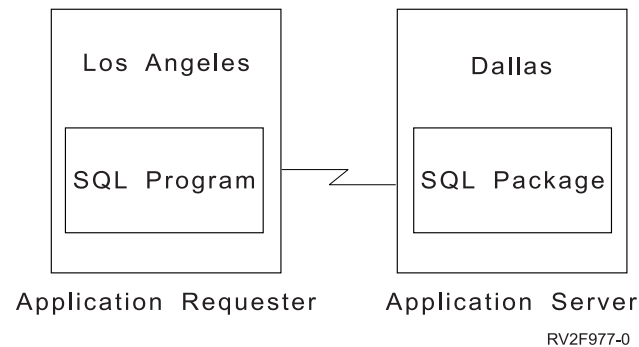 Los Angeles
Dallas
SQL Program
SQL Package
Application Requester
Application Server
RV2F977-0